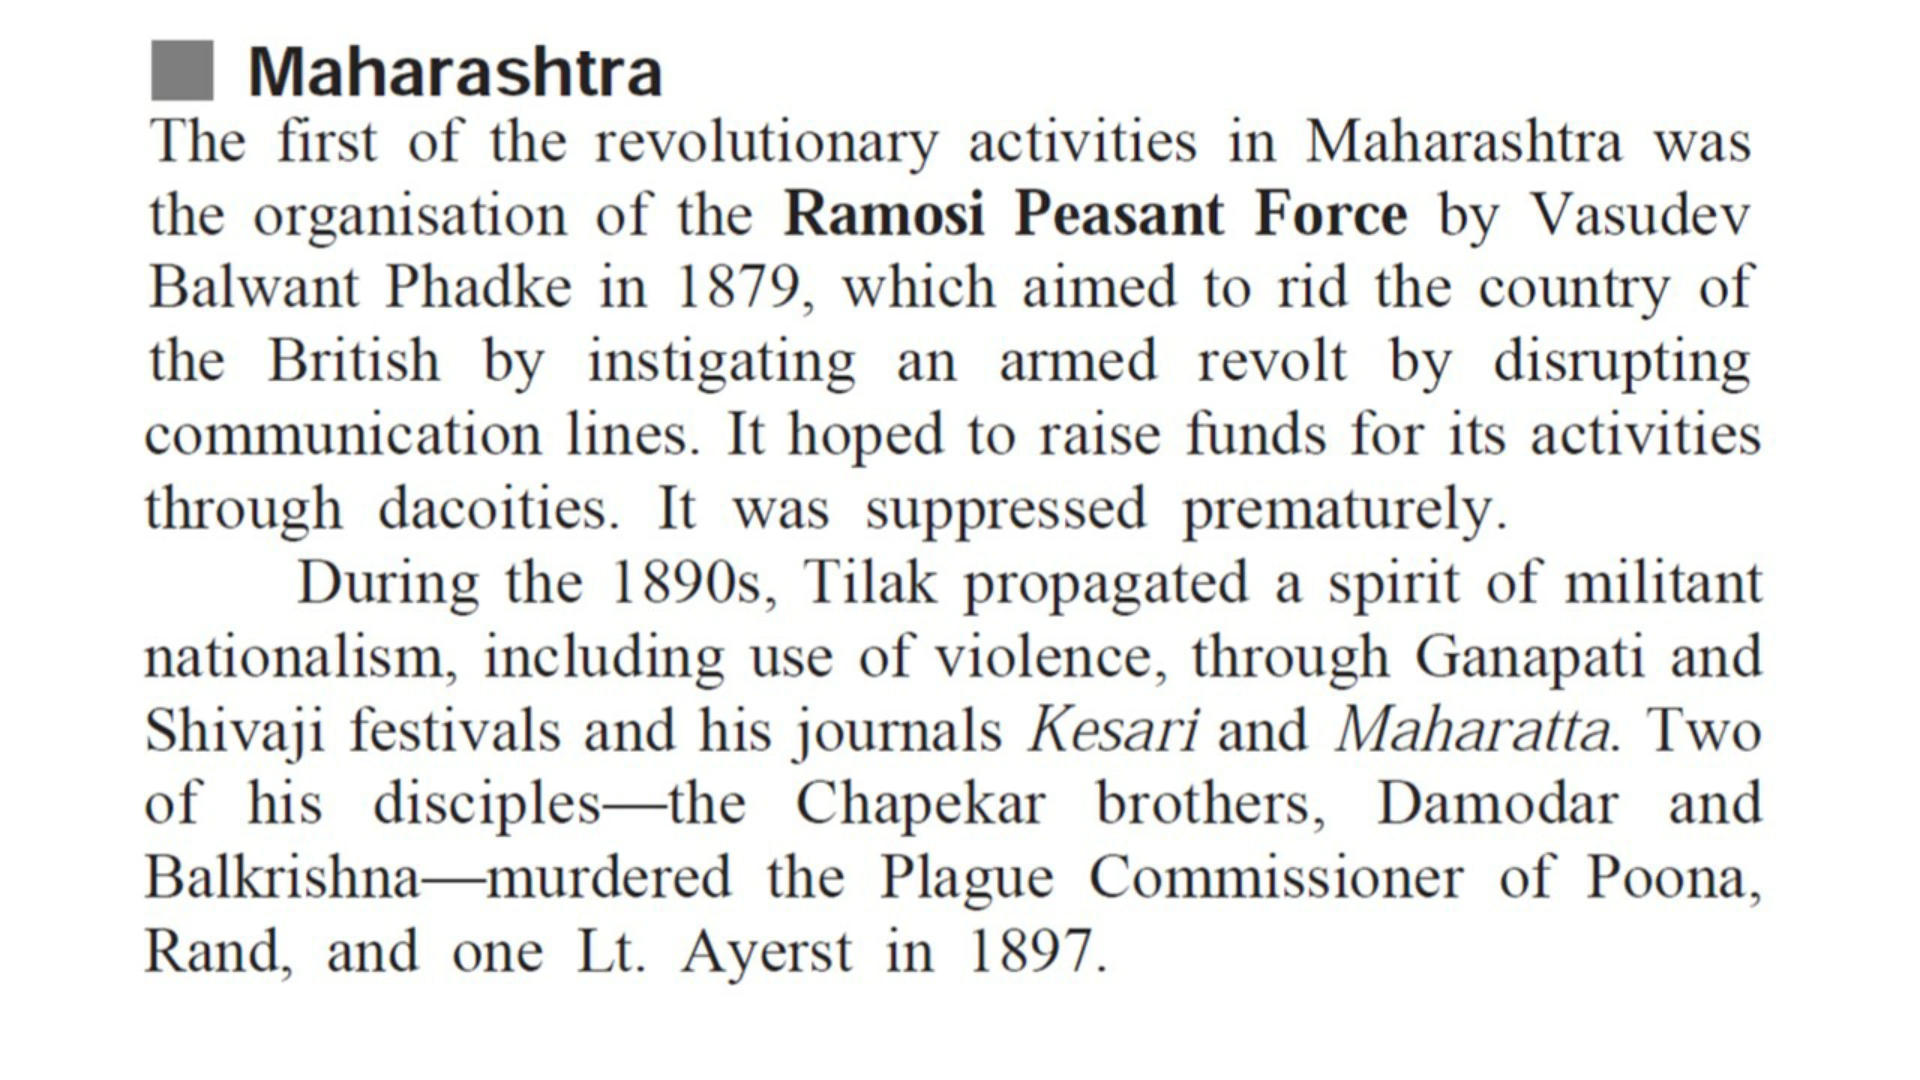 Maharashtra
The first of the revolutionary activities in Maharashtra was
the organisation of the Ramosi Peasant Force by Vasudev
Balwant Phadke in 1879, which aimed to rid the country of
the British by instigating an armed revolt by disrupting
communication lines. It hoped to raise funds for its activities
through dacoities. It was suppressed prematurely.
During the 1890s, Tilak propagated a spirit of militant
nationalism, including use of violence, through Ganapati and
Shivaji festivals and his journals Kesari and Maharatta. Two
of his disciples—the Chapekar brothers, Damodar and
Balkrishna—murdered the Plague Commissioner of Poona,
Rand, and one Lt. Ayerst in 1897.